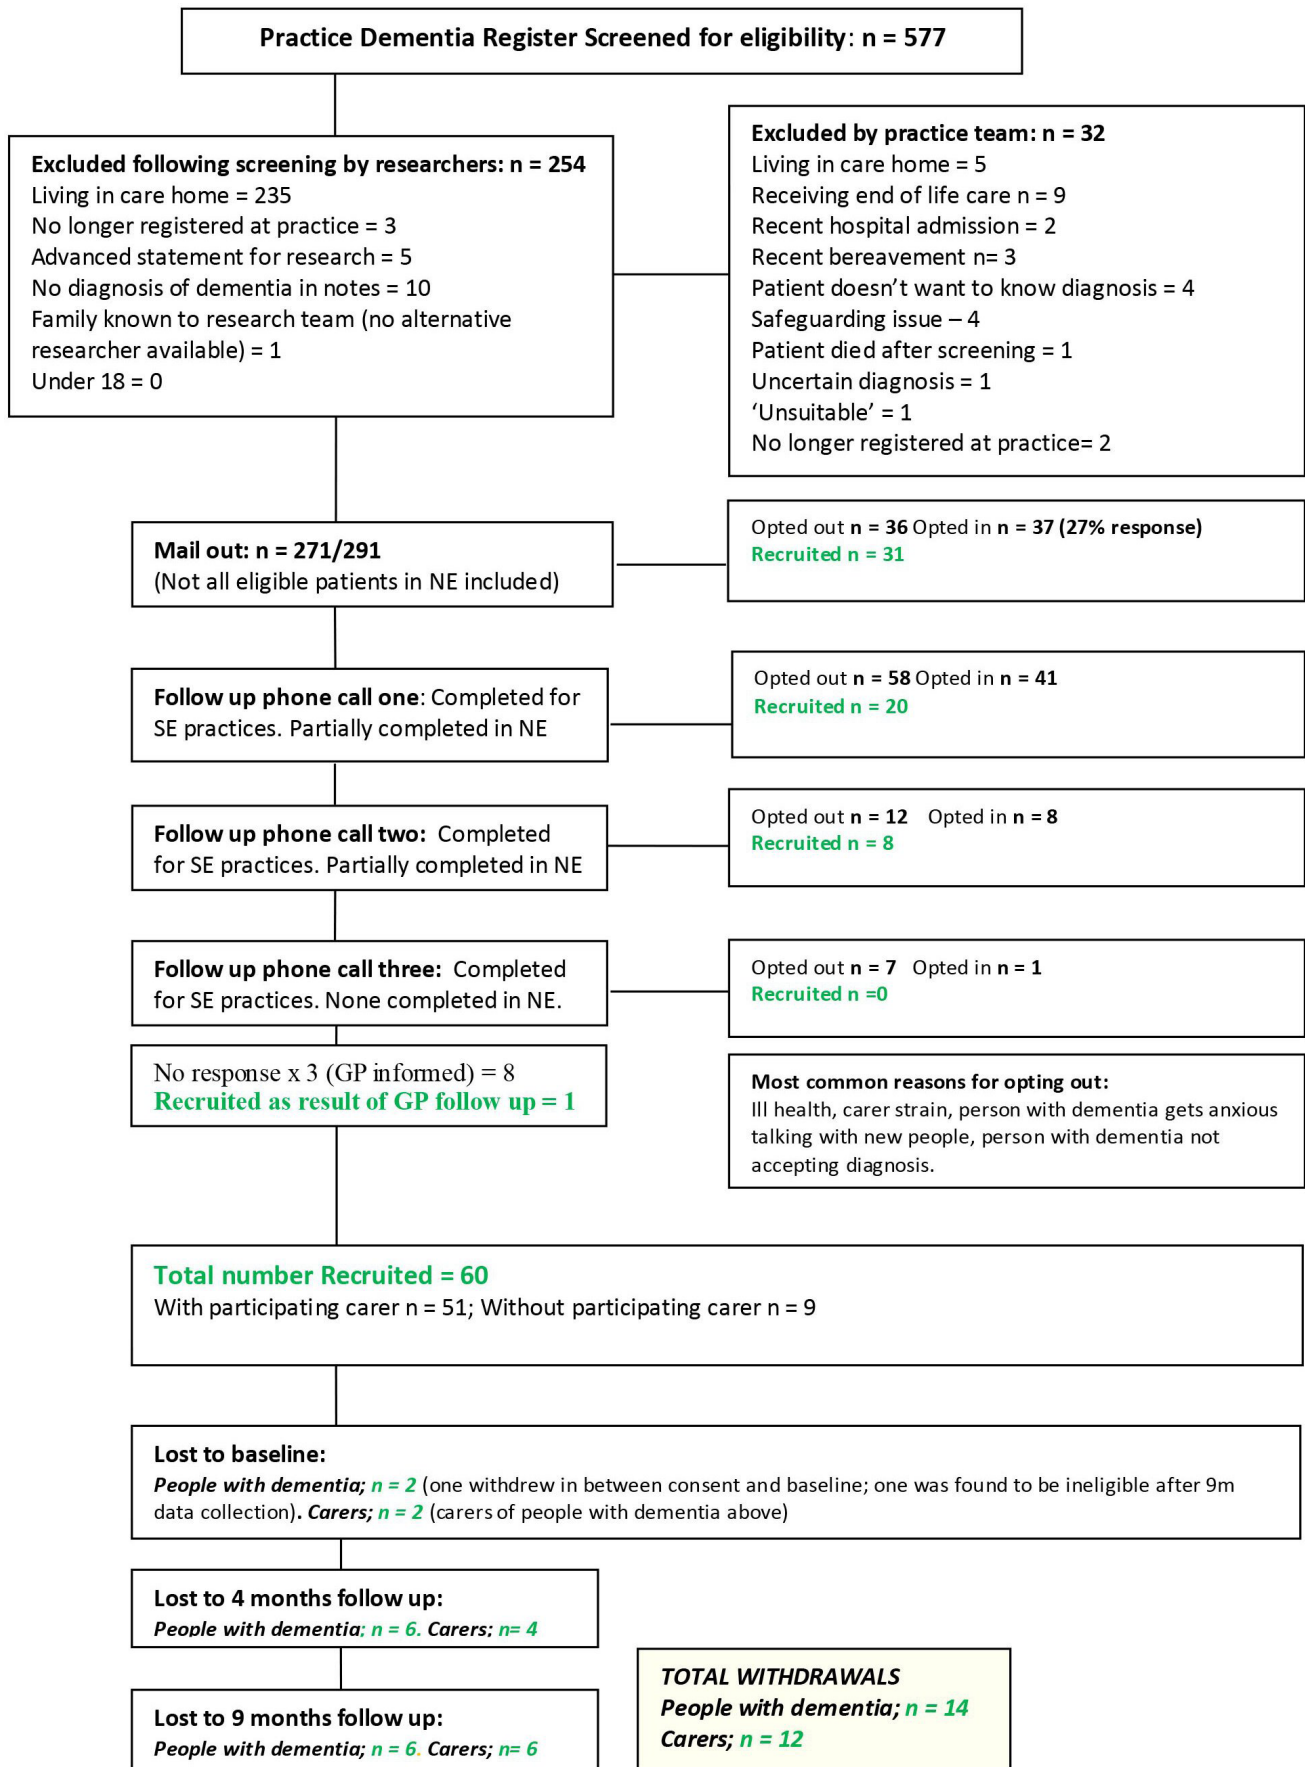 Practice Dementia Register Screened for eligibility: n = 577
Excluded following screening by researchers: n = 254
Living in care home = 235
No longer registered at practice = 3
Advanced statement for research = 5
No diagnosis of dementia in notes = 10
Family known to research team (no alternative
researcher available) = 1
Under 18 = 0
Excluded by practice team: n = 32
Living in care home = 5
Receiving end of life care n = 9
Recent hospital admission = 2
Recent bereavement n= 3
Patient doesn’t want to know diagnosis = 4
Safeguarding issue – 4
Patient died after screening = 1
Uncertain diagnosis = 1
‘Unsuitable’ = 1
No longer registered at practice= 2
Mail out: n = 271/291
(Not all eligible patients in NE included)
Opted out n = 36 Opted in n = 37 (27% response)
Recruited n = 31
Follow up phone call one: Completed for
SE practices. Partially completed in NE
Opted out n = 58 Opted in n = 41
Recruited n = 20
Follow up phone call two: Completed
for SE practices. Partially completed in NE
Opted out n = 12 Opted in n = 8
Recruited n = 8
Follow up phone call three: Completed
for SE practices. None completed in NE.
Opted out n = 7 Opted in n = 1
Recruited n =0
No response x 3 (GP informed) = 8
Recruited as result of GP follow up = 1
Most common reasons for opting out:
Ill health, carer strain, person with dementia gets anxious
talking with new people, person with dementia not
accepting diagnosis.
Total number Recruited = 60
With participating carer n = 51; Without participating carer n = 9
Lost to baseline:
People with dementia; n = 2 (one withdrew in between consent and baseline; one was found to be ineligible after 9m
data collection). Carers; n = 2 (carers of people with dementia above)
Lost to 4 months follow up:
People with dementia; n = 6. Carers; n= 4
Lost to 9 months follow up:
People with dementia; n = 6. Carers; n= 6
TOTAL WITHDRAWALS
People with dementia; n = 14
Carers; n = 12